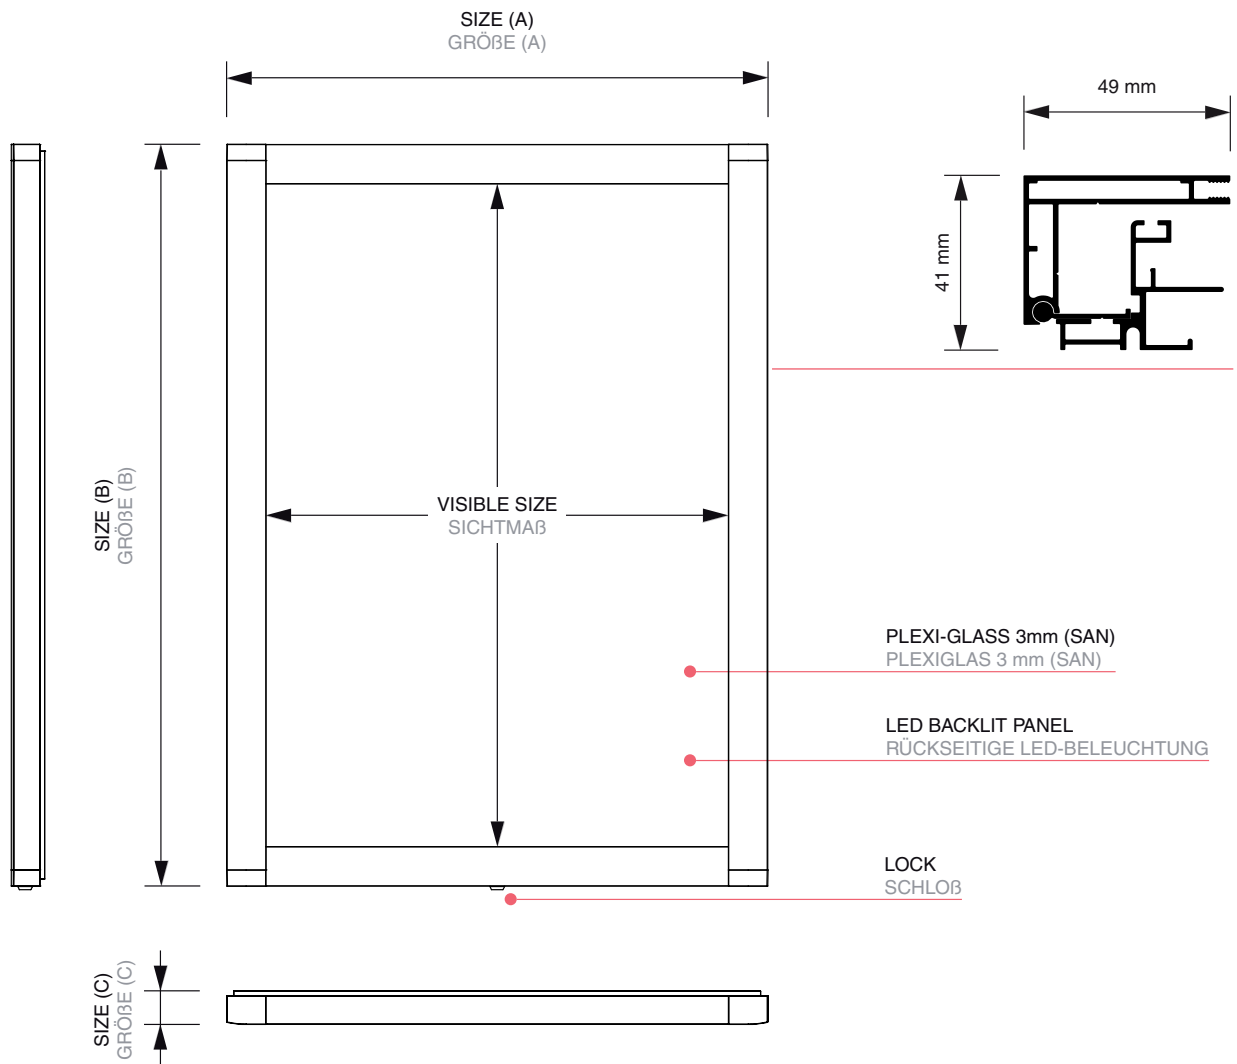 SIZE (A)
GRÖßE (A)
49 mm
41 mm
SIZE (B)
GRÖßE (B)
VISIBLE SIZE
SICHTMAß
PLEXI-GLASS 3mm (SAN)
PLEXIGLAS 3 mm (SAN)
LED BACKLIT PANEL
RÜCKSEITIGE LED-BELEUCHTUNG
LOCK
SCHLOß
SIZE (C)
GRÖßE (C)